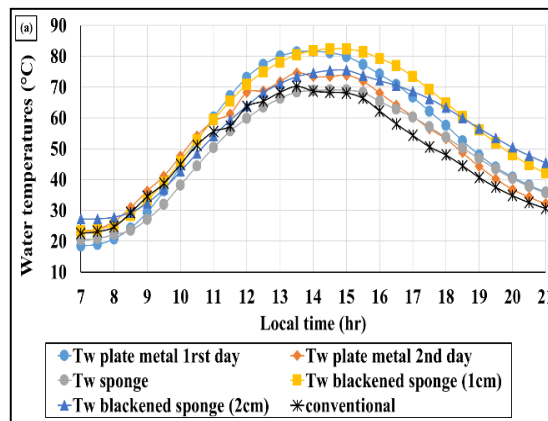 (a)
Water temperatures (°C)
90
80
70
60
50
40
30
20
10
7 8 9 10 11 12 13 14 15 16 17 18 19 20 21
Local time (hr)
Tw plate metal 1rst day
Tw plate metal 2nd day
Tw sponge
Tw blackened sponge (1cm)
Tw blackened sponge (2cm)
conventional